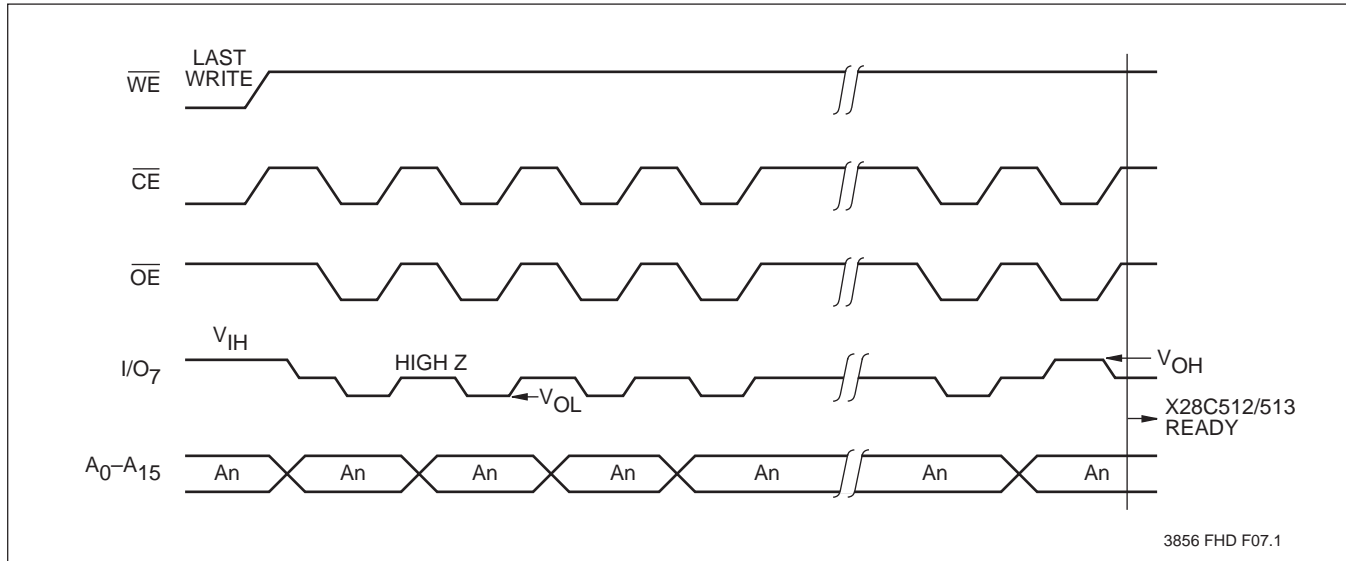 LAST
WRITE
WE
CE
OE
VIH
I/O7
HIGH Z
VOL
VOH
X28C512/513
READY
A0–A15
An An An An An An An
3856 FHD F07.1